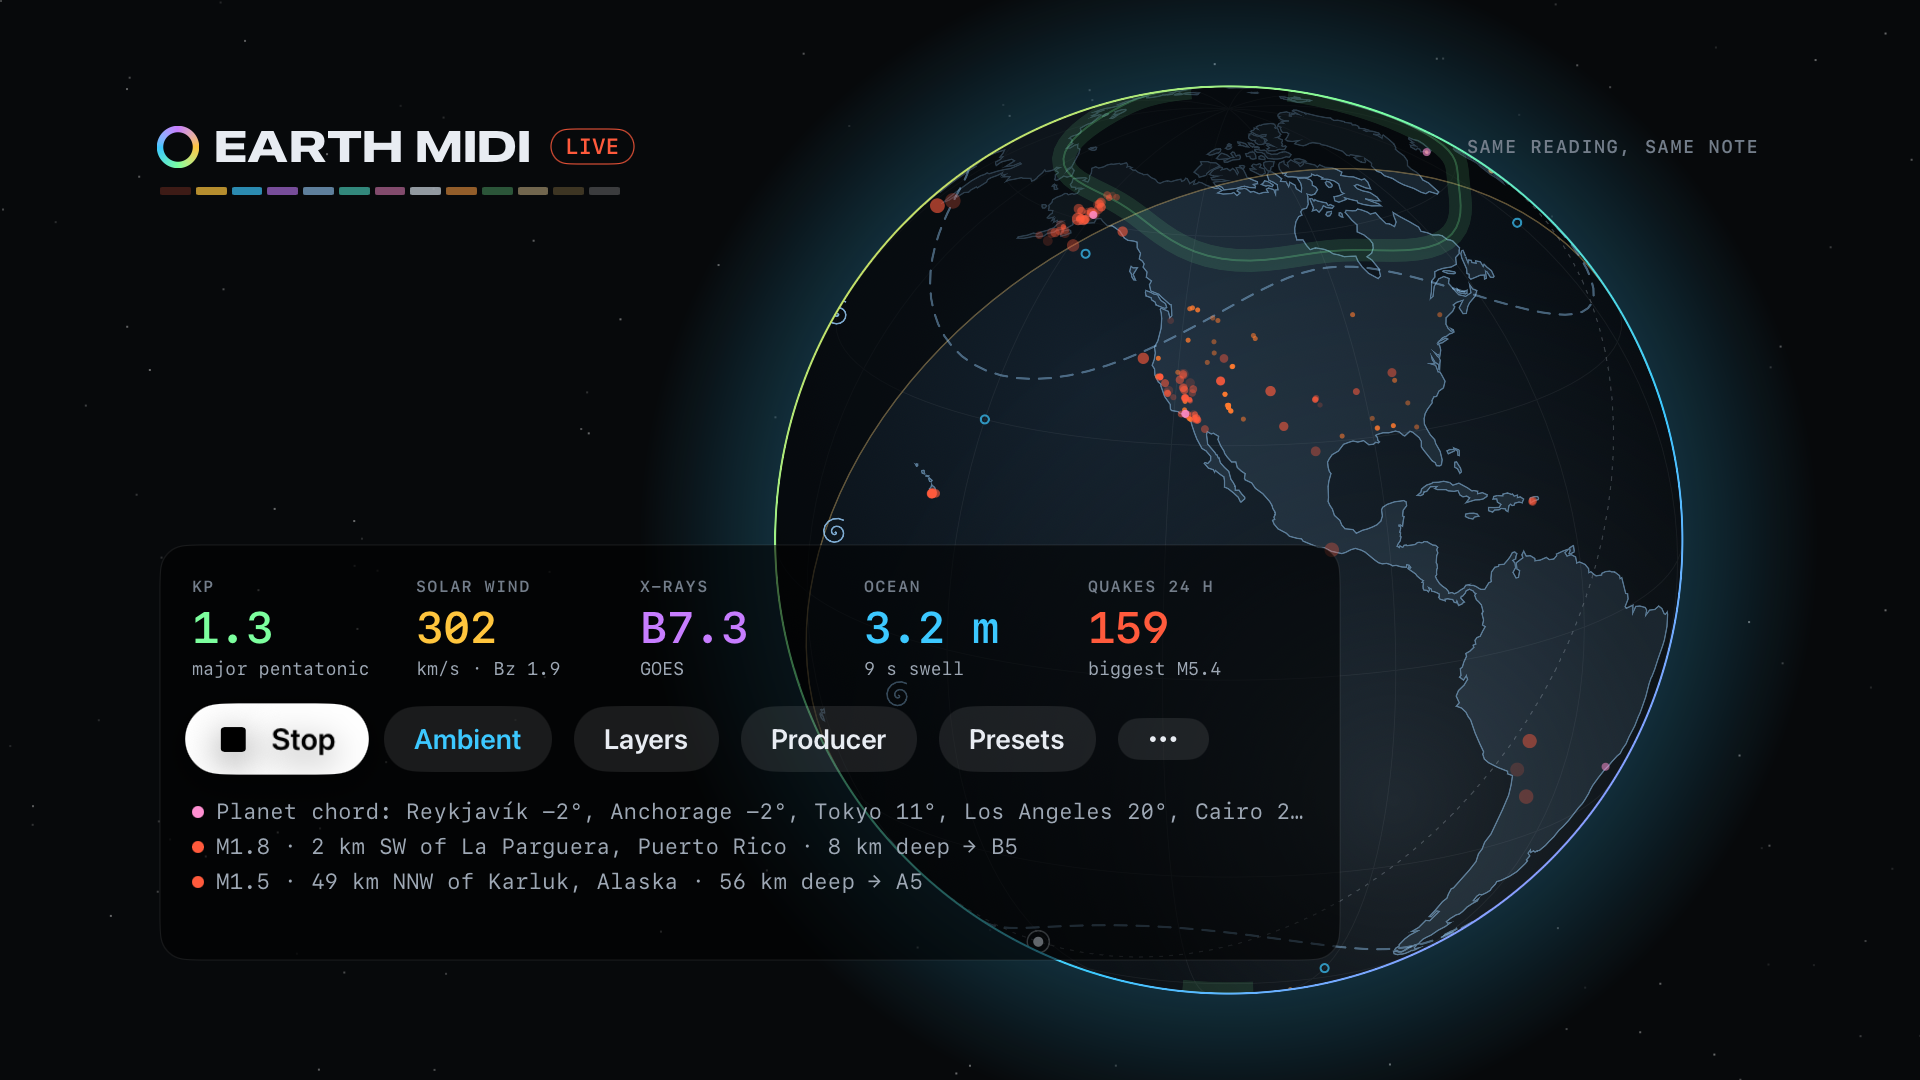 EARTH MIDI LIVE
SAME READING, SAME NOTE
KP SOLAR WIND X-RAYS OCEAN QUAKES 24 H
1.3 302 B7.3 3.2 m 159
major pentatonic km/s · Bz 1.9 GOES 9 s swell biggest M5.4
Stop Ambient Layers Producer Presets ···
Planet chord: Reykjavík −2°, Anchorage −2°, Tokyo 11°, Los Angeles 20°, Cairo 2…
M1.8 · 2 km SW of La Parguera, Puerto Rico · 8 km deep → B5
M1.5 · 49 km NNW of Karluk, Alaska · 56 km deep → A5